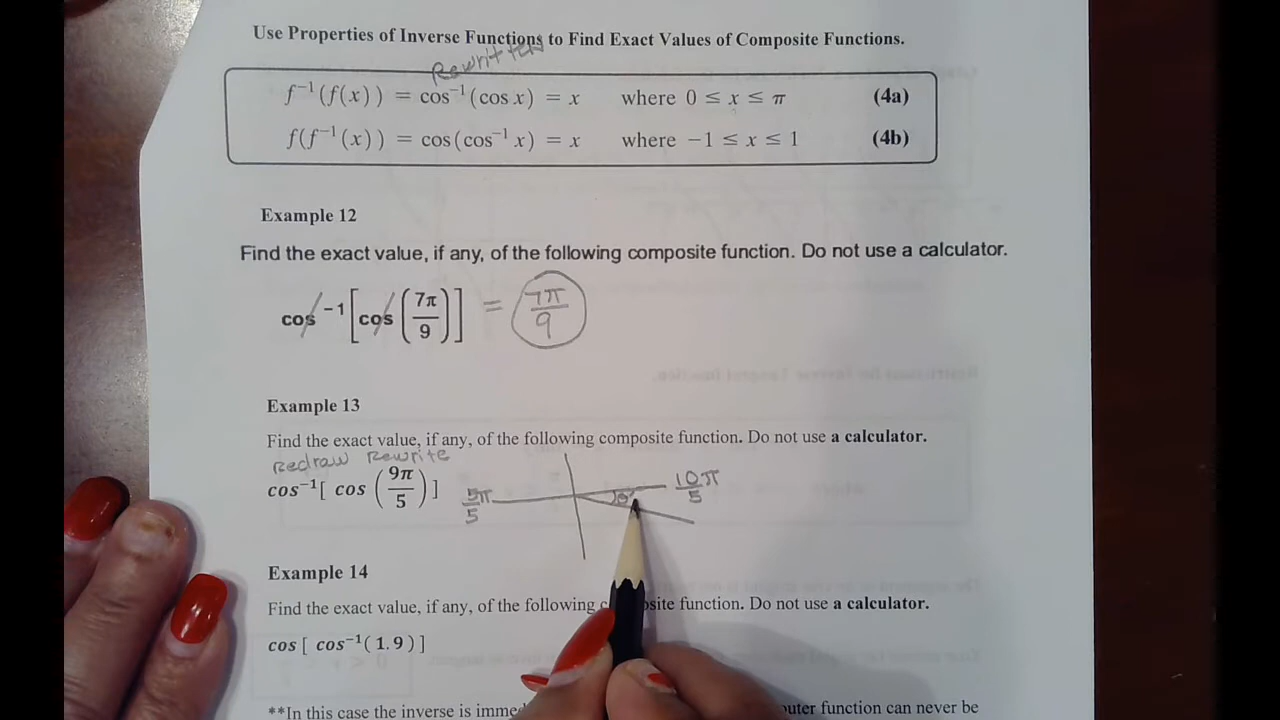 Use Properties of Inverse Functions to Find Exact Values of Composite Functions.
Rewritten
f⁻¹(f(x)) = cos⁻¹(cos x) = x where 0 ≤ x ≤ π (4a)
f(f⁻¹(x)) = cos(cos⁻¹ x) = x where −1 ≤ x ≤ 1 (4b)
Example 12
Find the exact value, if any, of the following composite function. Do not use a calculator.
cos⁻¹[cos(7π/9)] = 7π/9
Example 13
Find the exact value, if any, of the following composite function. Do not use a calculator.
Redraw Rewrite
cos⁻¹[ cos (9π/5)] 5π/5 10π/5
Example 14
Find the exact value, if any, of the following composite function. Do not use a calculator.
cos [ cos⁻¹( 1.9 ) ]
**In this case the inverse is outer function can never be